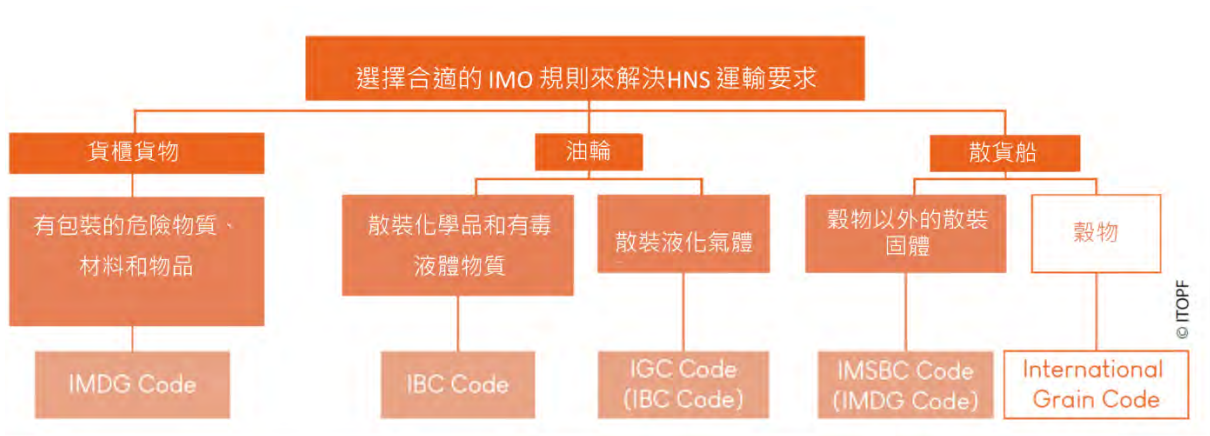 選擇合適的 IMO 規則來解決HNS 運輸要求
貨櫃貨物
油輪
散貨船
有包裝的危險物質、
材料和物品
散裝化學品和有毒
液體物質
散裝液化氣體
穀物以外的散裝
固體
穀物
IMDG Code
IBC Code
IGC Code
(IBC Code)
IMSBC Code
(IMDG Code)
International
Grain Code
© ITOPF